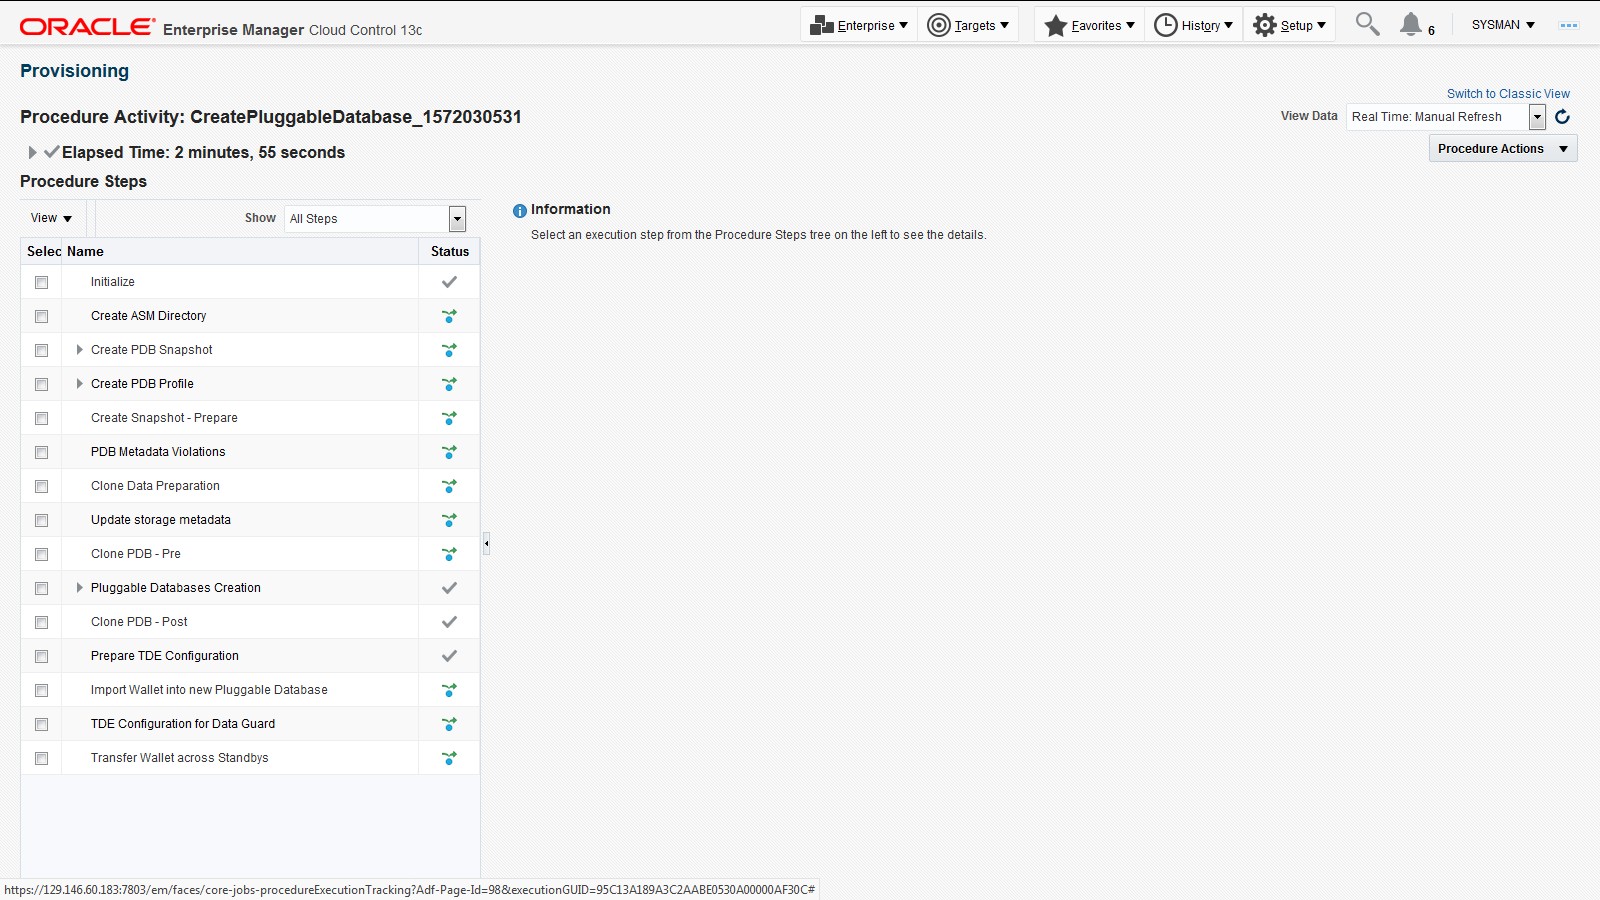 ORACLE Enterprise Manager Cloud Control 13c
Enterprise
Targets
Favorites
History
Setup
6
SYSMAN
Provisioning
Switch to Classic View
Procedure Activity: CreatePluggableDatabase_1572030531
View Data
Real Time: Manual Refresh
Elapsed Time: 2 minutes, 55 seconds
Procedure Actions
Procedure Steps
View
Show
All Steps
Information
Select an execution step from the Procedure Steps tree on the left to see the details.
Selec Name Status
Initialize
Create ASM Directory
Create PDB Snapshot
Create PDB Profile
Create Snapshot - Prepare
PDB Metadata Violations
Clone Data Preparation
Update storage metadata
Clone PDB - Pre
Pluggable Databases Creation
Clone PDB - Post
Prepare TDE Configuration
Import Wallet into new Pluggable Database
TDE Configuration for Data Guard
Transfer Wallet across Standbys
https://129.146.60.183:7803/em/faces/core-jobs-procedureExecutionTracking?Adf-Page-Id=98&executionGUID=95C13A189A3C2AABE0530A00000AF30C#